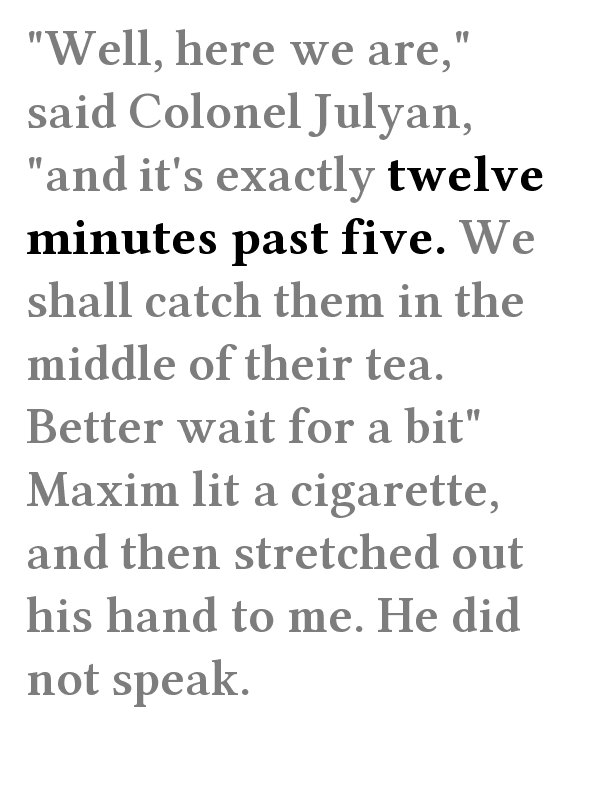 "Well, here we are,"
said Colonel Julyan,
"and it's exactly twelve
minutes past five. We
shall catch them in the
middle of their tea.
Better wait for a bit"
Maxim lit a cigarette,
and then stretched out
his hand to me. He did
not speak.